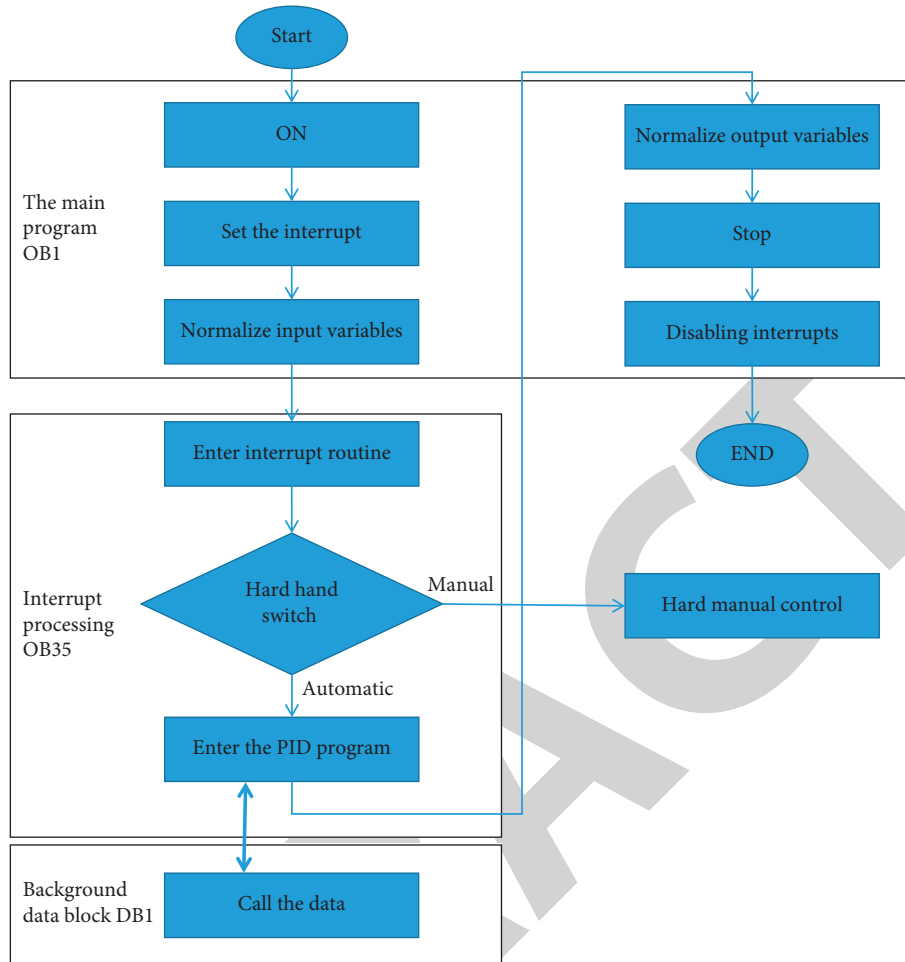 Start
The main
program
OB1
ON
Set the interrupt
Normalize input variables
Normalize output variables
Stop
Disabling interrupts
END
Interrupt
processing
OB35
Enter interrupt routine
Hard hand
switch
Manual
Hard manual control
Automatic
Enter the PID program
Background
data block DB1
Call the data